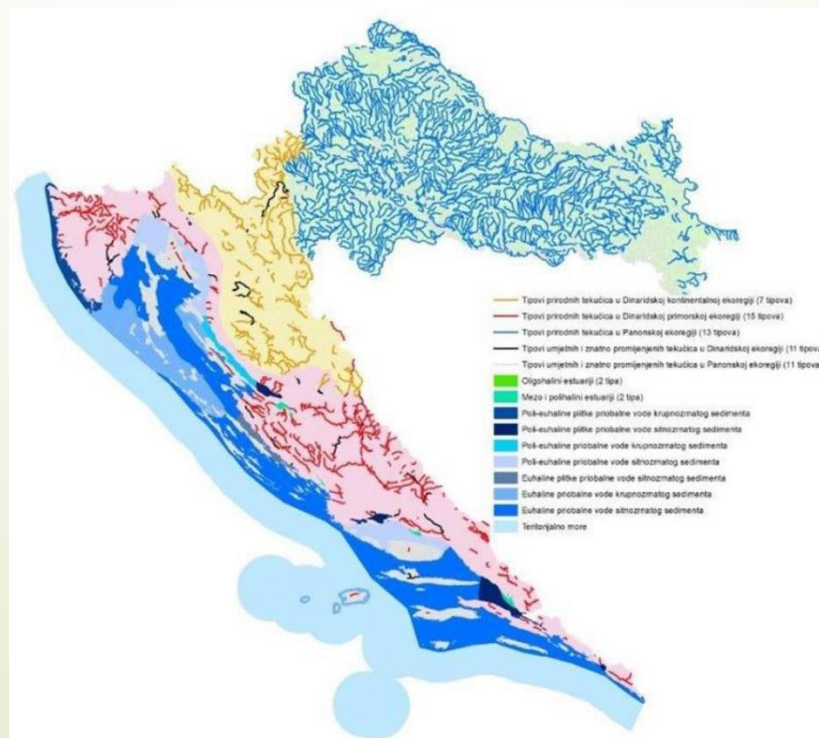 Tipovi prirodnih tekućica u Dinaridskoj kontinentalnoj ekoregiji (7 tipova)
Tipovi prirodnih tekućica u Dinaridskoj primorskoj ekoregiji (15 tipova)
Tipovi prirodnih tekućica u Panonskoj ekoregiji (13 tipova)
Tipovi umjetnih i znatno promijenjenih tekućica u Dinaridskoj ekoregiji (11 tipova
Tipovi umjetnih i znatno promijenjenih tekućica u Panonskoj ekoregiji (11 tipova
Oligohalini estuariji (2 tipa)
Mezo i polihalini estuariji (2 tipa)
Poli-euhaline plitke priobalne vode krupnozrnatog sedimenta
Poli-euhaline plitke priobalne vode sitnozrnatog sedimenta
Poli-euhaline priobalne vode krupnozrnatog sedimenta
Poli-euhaline priobalne vode sitnozrnatog sedimenta
Euhaline plitke priobalne vode sitnozrnatog sedimenta
Euhaline priobalne vode krupnozrnatog sedimenta
Euhaline priobalne vode sitnozrnatog sedimenta
Teritorijalno more